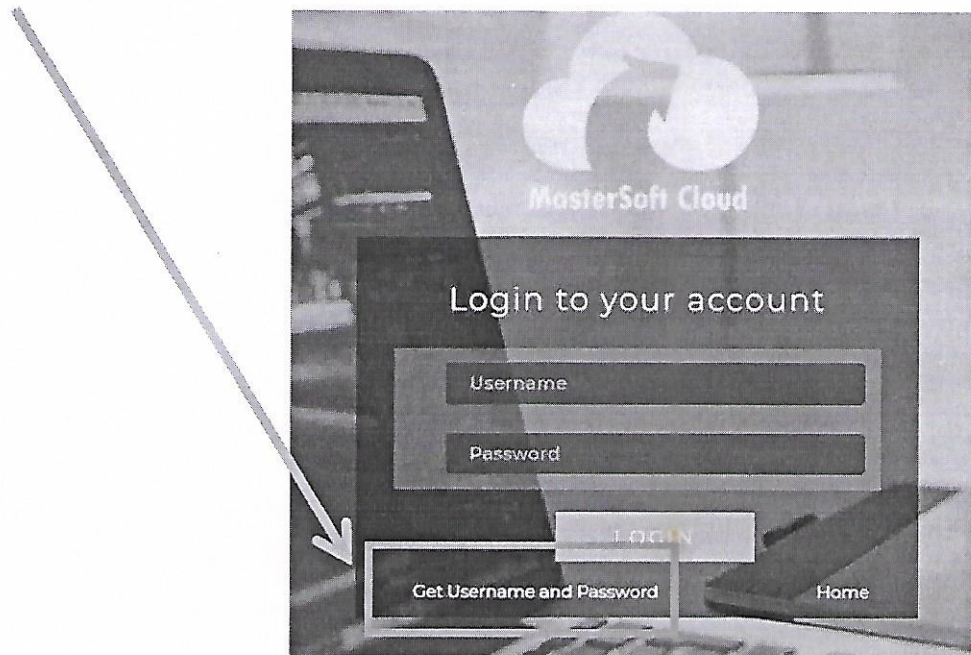 MasterSoft Cloud
Login to your account
Username
Password
LOGIN
Get Username and Password
Home